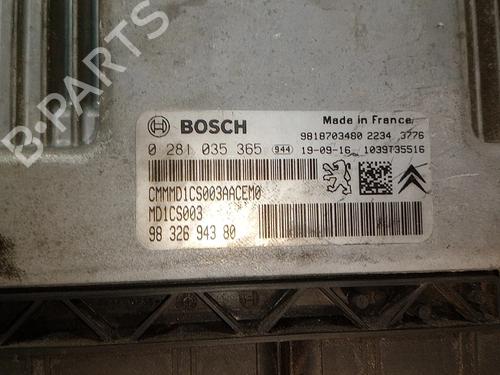 B-PARTS
BOSCH
Made in France
9818703480 2234 3776
0 281 035 365 944 19-09-16 1039T35516
CMMMD1CS003AACEM0
MD1CS003
98 326 943 80